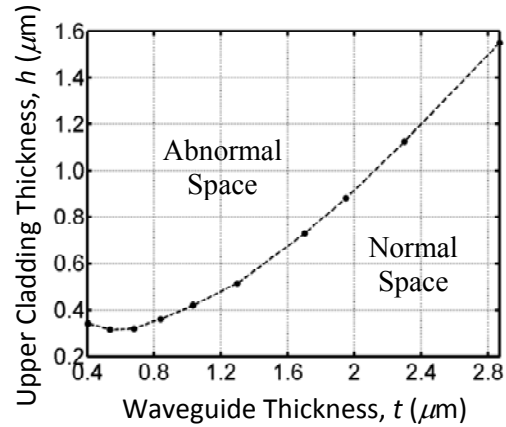 Upper Cladding Thickness, h (μm)
1.6
1.4
1.2
1.0
0.8
0.6
0.4
0.2
Abnormal
Space
Normal
Space
0.4 0.8 1.2 1.6 2 2.4 2.8
Waveguide Thickness, t (μm)